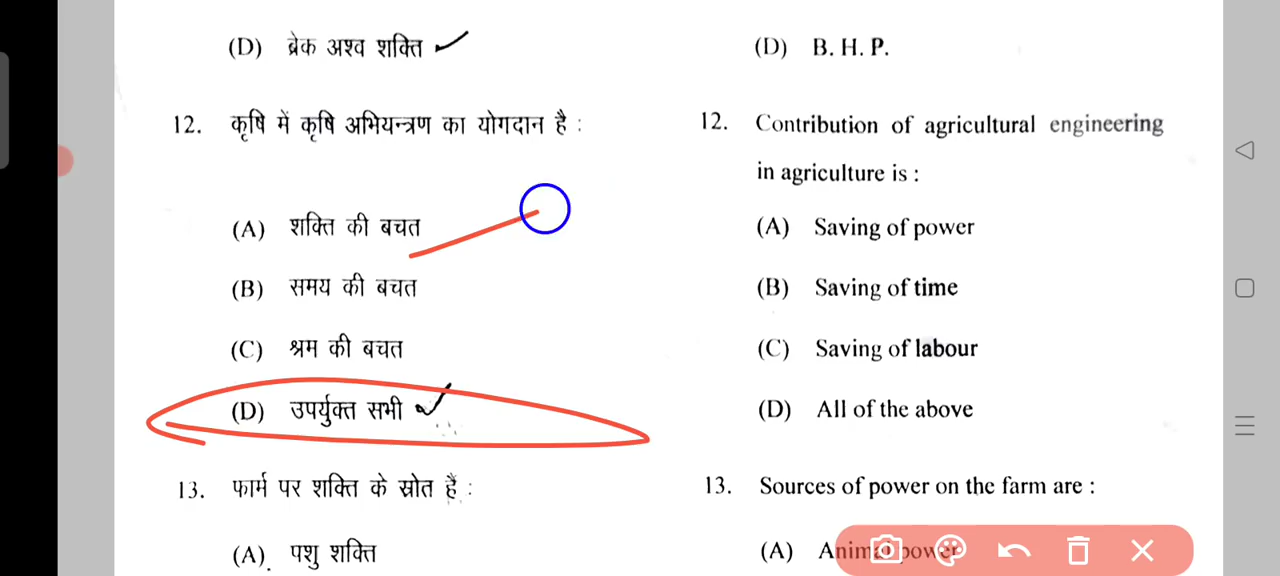 (D) ब्रेक अश्व शक्ति
12. कृषि में कृषि अभियन्त्रण का योगदान है :
(A) शक्ति की बचत
(B) समय की बचत
(C) श्रम की बचत
(D) उपर्युक्त सभी
13. फार्म पर शक्ति के स्रोत हैं :
(A) पशु शक्ति
(D) B. H. P.
12. Contribution of agricultural engineering
in agriculture is :
(A) Saving of power
(B) Saving of time
(C) Saving of labour
(D) All of the above
13. Sources of power on the farm are :
(A) Animal power